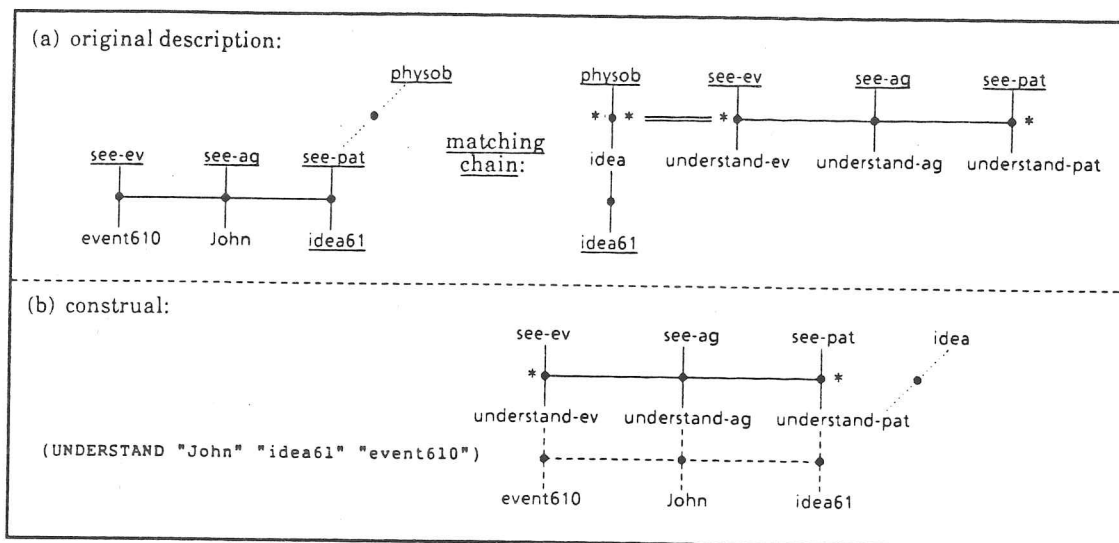 (a) original description:
physob
see-ev see-ag see-pat
event610 John idea61
matching
chain:
physob see-ev see-ag see-pat
* * * *
idea understand-ev understand-ag understand-pat
idea61
(b) construal:
see-ev see-ag see-pat idea
* *
understand-ev understand-ag understand-pat
(UNDERSTAND "John" "idea61" "event610")
event610 John idea61